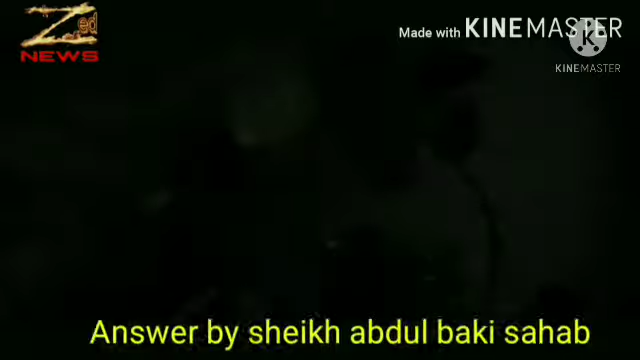 Zed
NEWS
Made with KINEMASTER
K
KINEMASTER
Answer by sheikh abdul baki sahab